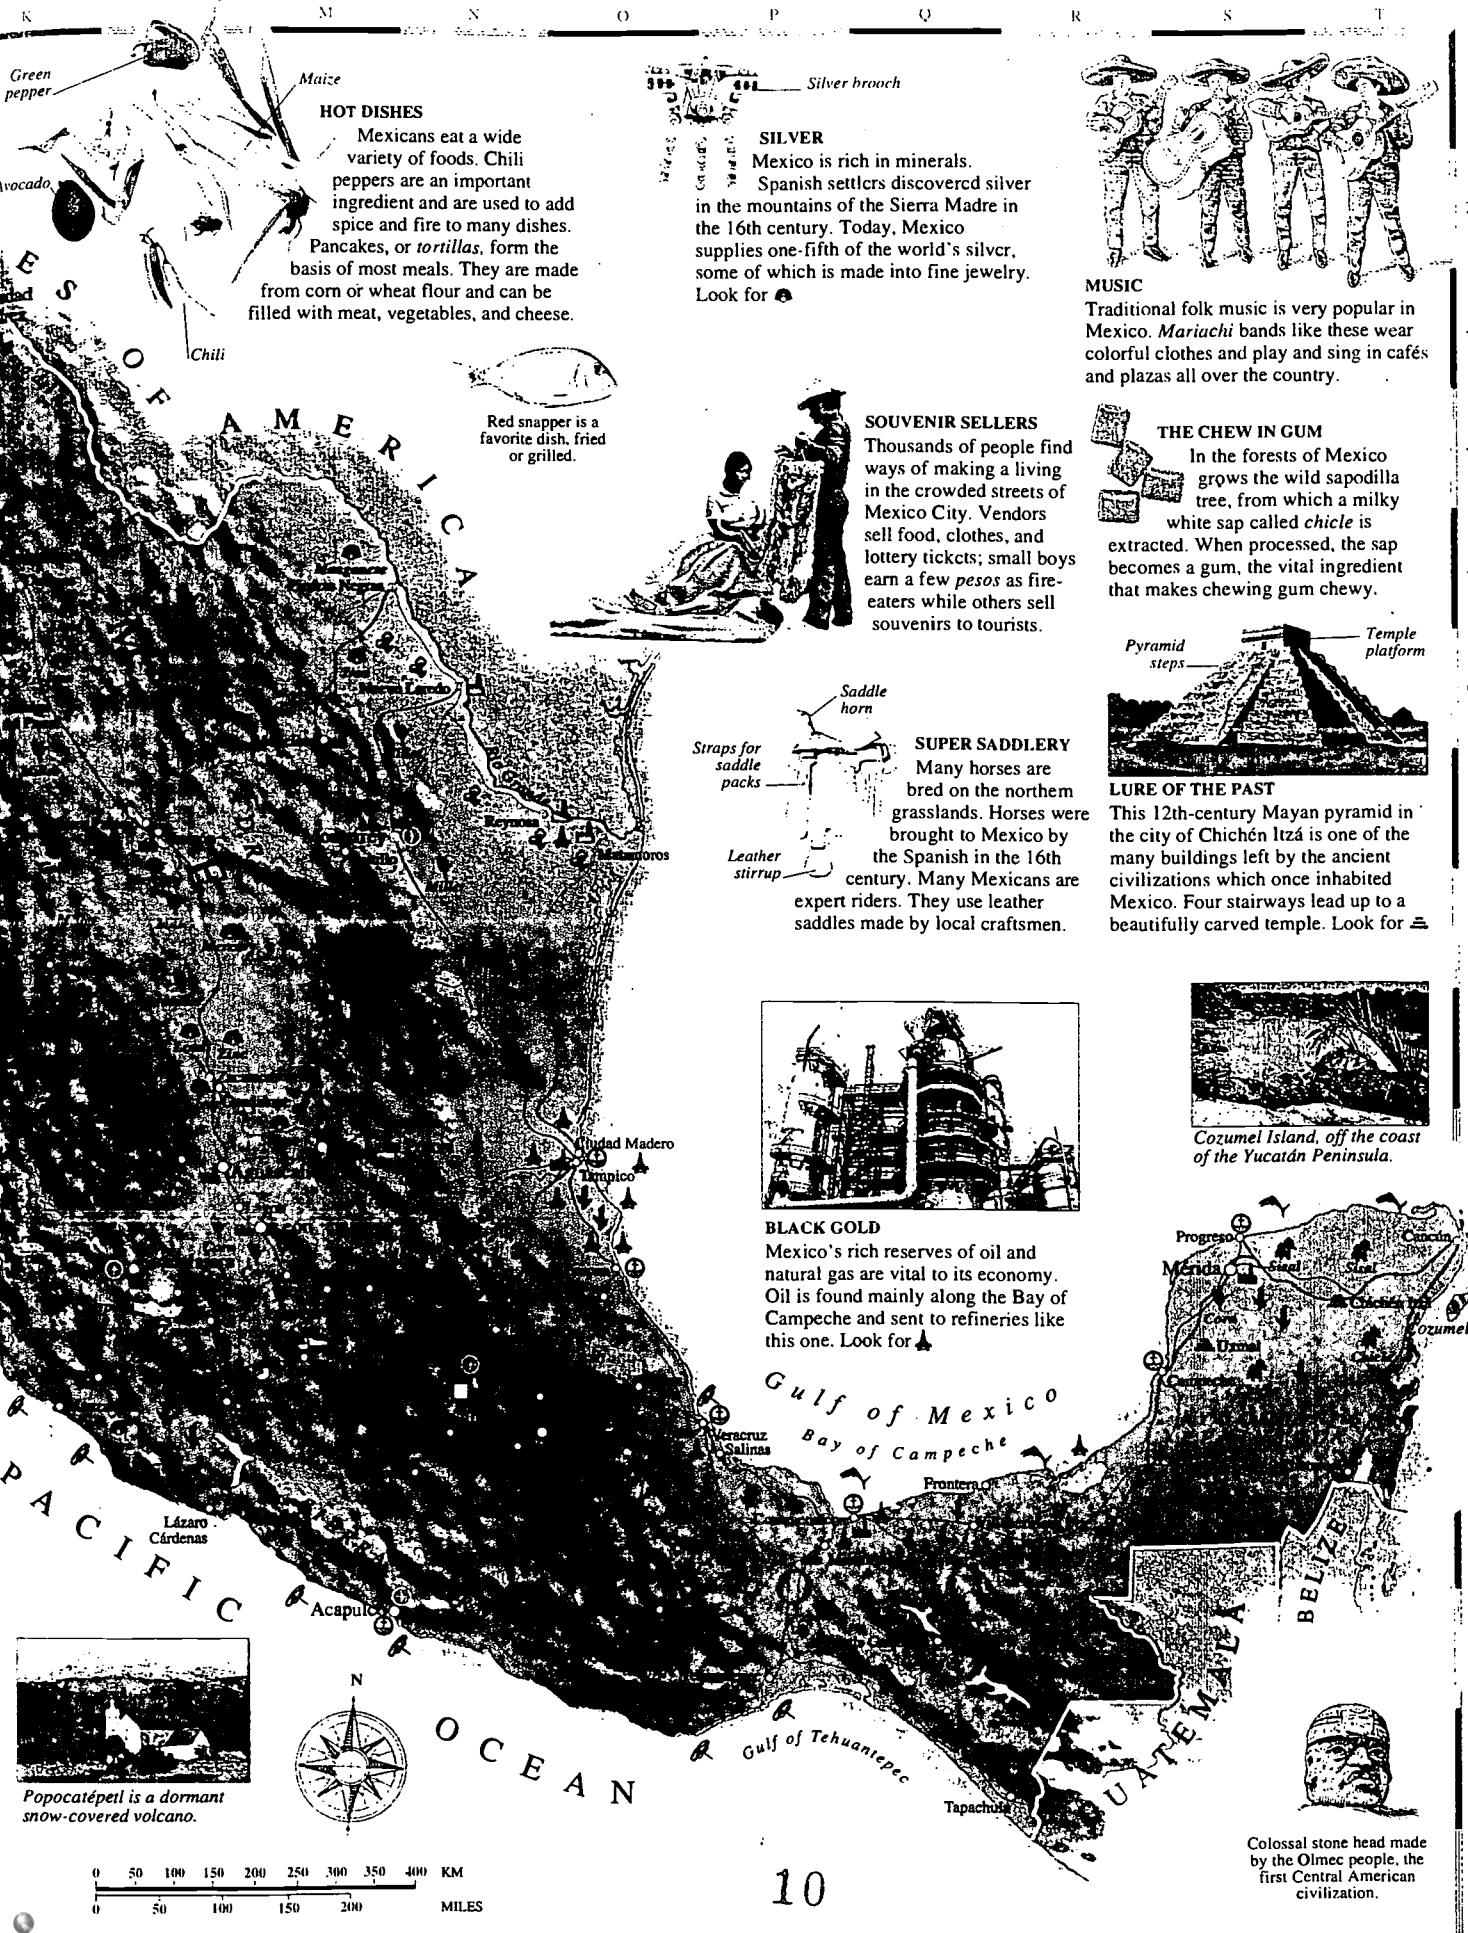 K
M
N
O
P
Q
R
S
T
Green
pepper
Maize
HOT DISHES
Mexicans eat a wide
variety of foods. Chili
peppers are an important
ingredient and are used to add
spice and fire to many dishes.
Pancakes, or tortillas, form the
basis of most meals. They are made
from corn or wheat flour and can be
filled with meat, vegetables, and cheese.
Chili
Silver brooch
SILVER
Mexico is rich in minerals.
Spanish settlers discovered silver
in the mountains of the Sierra Madre in
the 16th century. Today, Mexico
supplies one-fifth of the world's silver,
some of which is made into fine jewelry.
Look for
MUSIC
Traditional folk music is very popular in
Mexico. Mariachi bands like these wear
colorful clothes and play and sing in cafés
and plazas all over the country.
Red snapper is a
favorite dish, fried
or grilled.
SOUVENIR SELLERS
Thousands of people find
ways of making a living
in the crowded streets of
Mexico City. Vendors
sell food, clothes, and
lottery tickets; small boys
earn a few pesos as fire-
eaters while others sell
souvenirs to tourists.
THE CHEW IN GUM
In the forests of Mexico
grows the wild sapodilla
tree, from which a milky
white sap called chicle is
extracted. When processed, the sap
becomes a gum, the vital ingredient
that makes chewing gum chewy.
Pyramid
steps
Temple
platform
LURE OF THE PAST
This 12th-century Mayan pyramid in
the city of Chichén Itzá is one of the
many buildings left by the ancient
civilizations which once inhabited
Mexico. Four stairways lead up to a
beautifully carved temple. Look for
Saddle
horn
Straps for
saddle
packs
Leather
stirrup
SUPER SADDLERY
Many horses are
bred on the northern
grasslands. Horses were
brought to Mexico by
the Spanish in the 16th
century. Many Mexicans are
expert riders. They use leather
saddles made by local craftsmen.
ES OF AMERICA
Nuevo Laredo
Reynosa
Matamoros
Ciudad Madero
Tampico
BLACK GOLD
Mexico's rich reserves of oil and
natural gas are vital to its economy.
Oil is found mainly along the Bay of
Campeche and sent to refineries like
this one. Look for
Cozumel Island, off the coast
of the Yucatán Peninsula.
Progreso
Cancún
Mérida
Sisal
Sisal
Corn
Chichén Itzá
Uxmal
Cozumel
Campeche
Gulf of Mexico
Bay of Campeche
Veracruz
Salinas
Frontera
PACIFIC
OCEAN
Lázaro
Cárdenas
Acapulco
Gulf of Tehuantepec
Tapachula
BELIZE
UATEMALA
Popocatépetl is a dormant
snow-covered volcano.
N
Colossal stone head made
by the Olmec people, the
first Central American
civilization.
0 50 100 150 200 250 300 350 400 KM
0 50 100 150 200 MILES
10